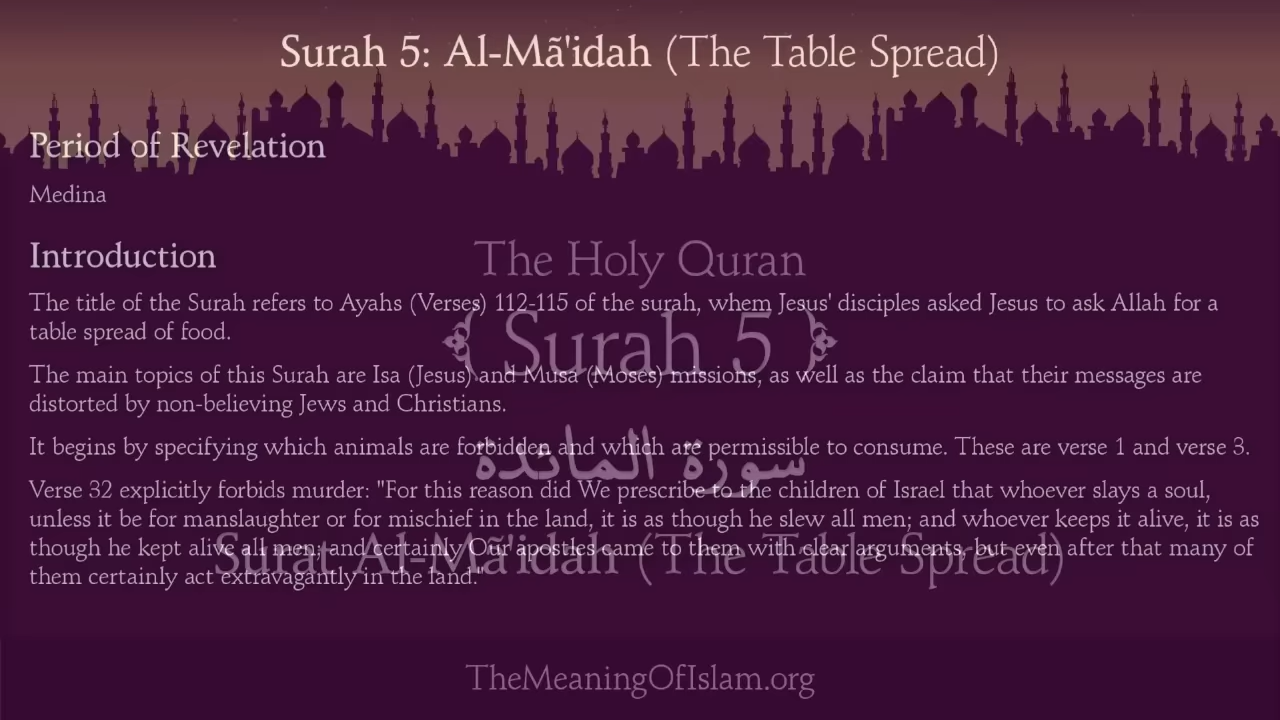 Surah 5: Al-Mã'idah (The Table Spread)
Period of Revelation
Medina
Introduction
The Holy Quran
The title of the Surah refers to Ayahs (Verses) 112-115 of the surah, whem Jesus' disciples asked Jesus to ask Allah for a
table spread of food.
Surah 5
The main topics of this Surah are Isa (Jesus) and Musa (Moses) missions, as well as the claim that their messages are
distorted by non-believing Jews and Christians.
It begins by specifying which animals are forbidden and which are permissible to consume. These are verse 1 and verse 3.
سورة المائدة
Verse 32 explicitly forbids murder: "For this reason did We prescribe to the children of Israel that whoever slays a soul,
unless it be for manslaughter or for mischief in the land, it is as though he slew all men; and whoever keeps it alive, it is as
though he kept alive all men; and certainly Our apostles came to them with clear arguments, but even after that many of
them certainly act extravagantly in the land."
Surat Al-Mã'idah (The Table Spread)
TheMeaningOfIslam.org